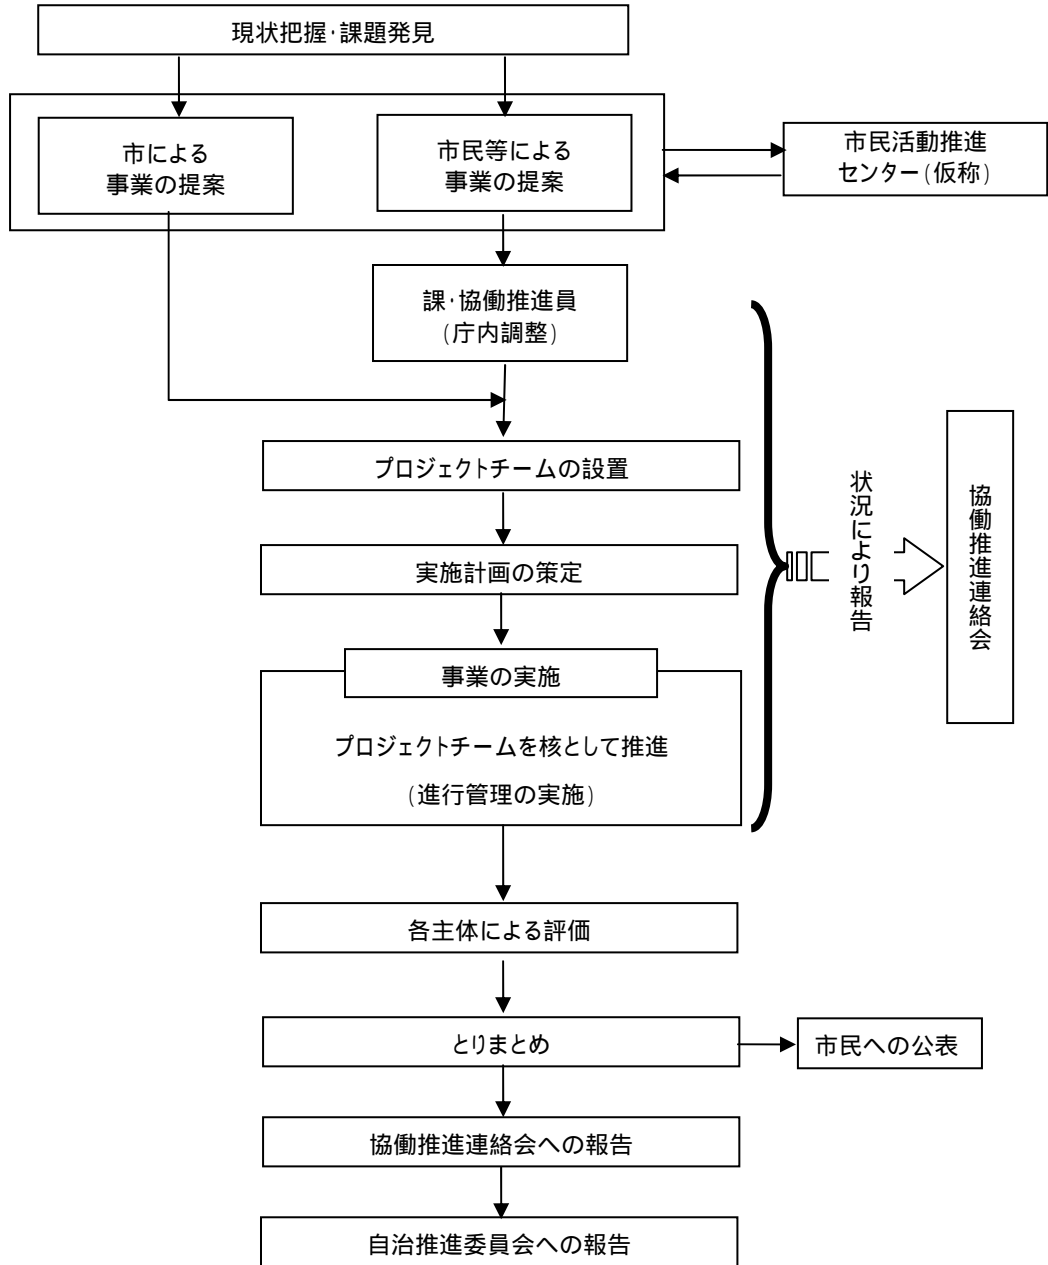 現状把握・課題発見
市による
事業の提案
市民等による
事業の提案
市民活動推進
センター(仮称)
課・協働推進員
(庁内調整)
プロジェクトチームの設置
実施計画の策定
事業の実施
プロジェクトチームを核として推進
(進行管理の実施)
状況により報告
協働推進連絡会
各主体による評価
とりまとめ
市民への公表
協働推進連絡会への報告
自治推進委員会への報告